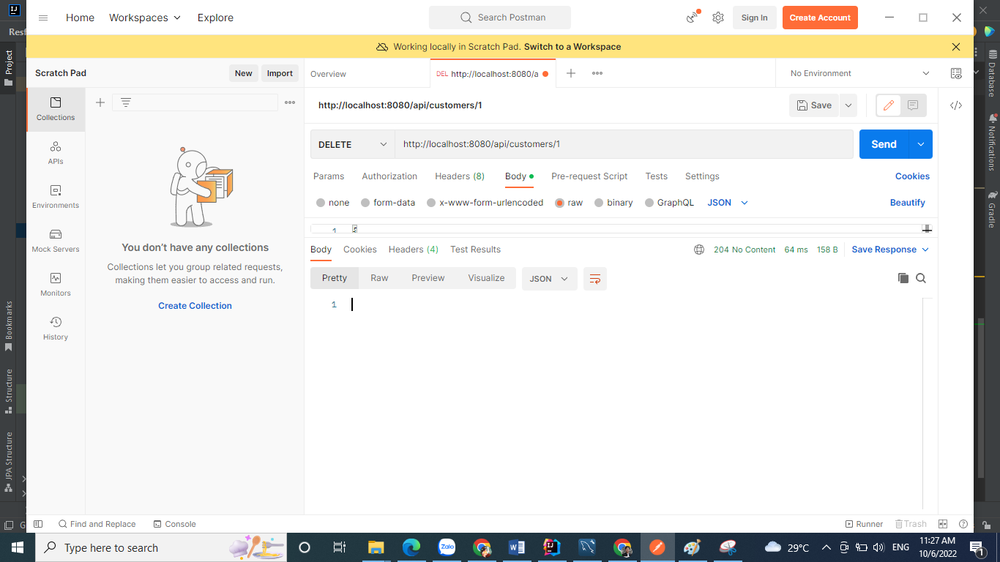 Home Workspaces Explore Search Postman Sign In Create Account
Working locally in Scratch Pad. Switch to a Workspace
Scratch Pad New Import Overview DEL http://localhost:8080/a No Environment
http://localhost:8080/api/customers/1 Save
Collections
APIs
Environments
Mock Servers
Monitors
History
You don't have any collections
Collections let you group related requests,
making them easier to access and run.
Create Collection
DELETE http://localhost:8080/api/customers/1 Send
Params Authorization Headers (8) Body Pre-request Script Tests Settings Cookies
none form-data x-www-form-urlencoded raw binary GraphQL JSON Beautify
1
Body Cookies Headers (4) Test Results 204 No Content 64 ms 158 B Save Response
Pretty Raw Preview Visualize JSON
1
Find and Replace Console Runner Trash
IJ
Project
Bookmarks
Structure
JPA Structure
Database
Notifications
Gradle
Type here to search Zalo W IJ 29°C ENG 11:27 AM
10/6/2022 1